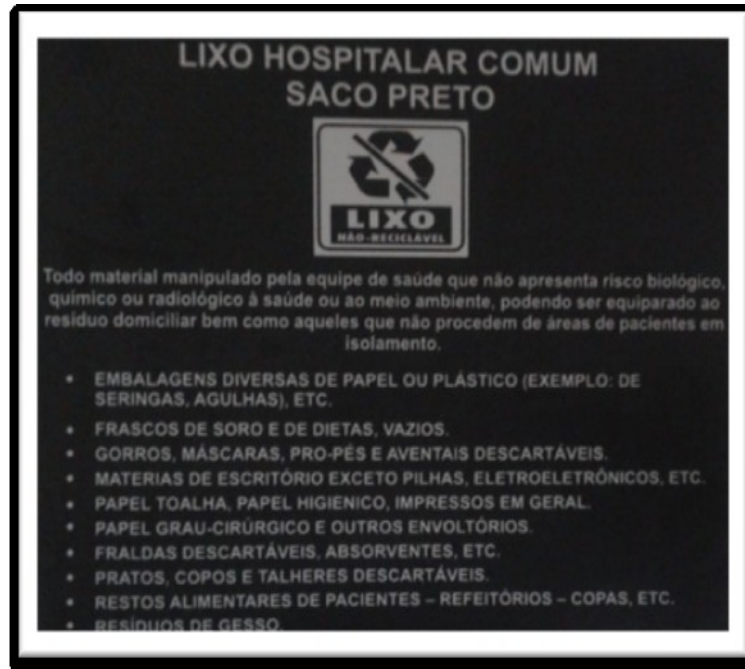 LIXO HOSPITALAR COMUM
SACO PRETO
LIXO
NÃO-RECICLÁVEL
Todo material manipulado pela equipe de saúde que não apresenta risco biológico,
químico ou radiológico à saúde ou ao meio ambiente, podendo ser equiparado ao
resíduo domiciliar bem como aqueles que não procedem de áreas de pacientes em
isolamento.
• EMBALAGENS DIVERSAS DE PAPEL OU PLÁSTICO (EXEMPLO: DE
SERINGAS, AGULHAS), ETC.
• FRASCOS DE SORO E DE DIETAS, VAZIOS.
• GORROS, MÁSCARAS, PRO-PÉS E AVENTAIS DESCARTÁVEIS.
• MATERIAS DE ESCRITÓRIO EXCETO PILHAS, ELETROELETRÔNICOS, ETC.
• PAPEL TOALHA, PAPEL HIGIENICO, IMPRESSOS EM GERAL.
• PAPEL GRAU-CIRÚRGICO E OUTROS ENVOLTÓRIOS.
• FRALDAS DESCARTÁVEIS, ABSORVENTES, ETC.
• PRATOS, COPOS E TALHERES DESCARTÁVEIS.
• RESTOS ALIMENTARES DE PACIENTES – REFEITÓRIOS – COPAS, ETC.
• RESÍDUOS DE GESSO.